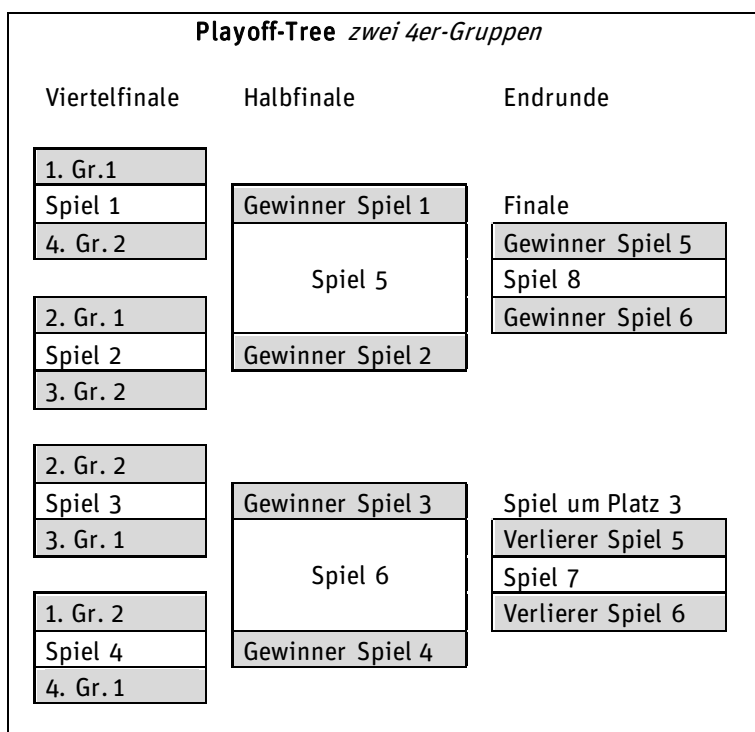 Playoff-Tree zwei 4er-Gruppen
Viertelfinale Halbfinale Endrunde
1. Gr.1
Spiel 1
4. Gr. 2
2. Gr. 1
Spiel 2
3. Gr. 2
2. Gr. 2
Spiel 3
3. Gr. 1
1. Gr. 2
Spiel 4
4. Gr. 1
Gewinner Spiel 1
Spiel 5
Gewinner Spiel 2
Gewinner Spiel 3
Spiel 6
Gewinner Spiel 4
Finale
Gewinner Spiel 5
Spiel 8
Gewinner Spiel 6
Spiel um Platz 3
Verlierer Spiel 5
Spiel 7
Verlierer Spiel 6